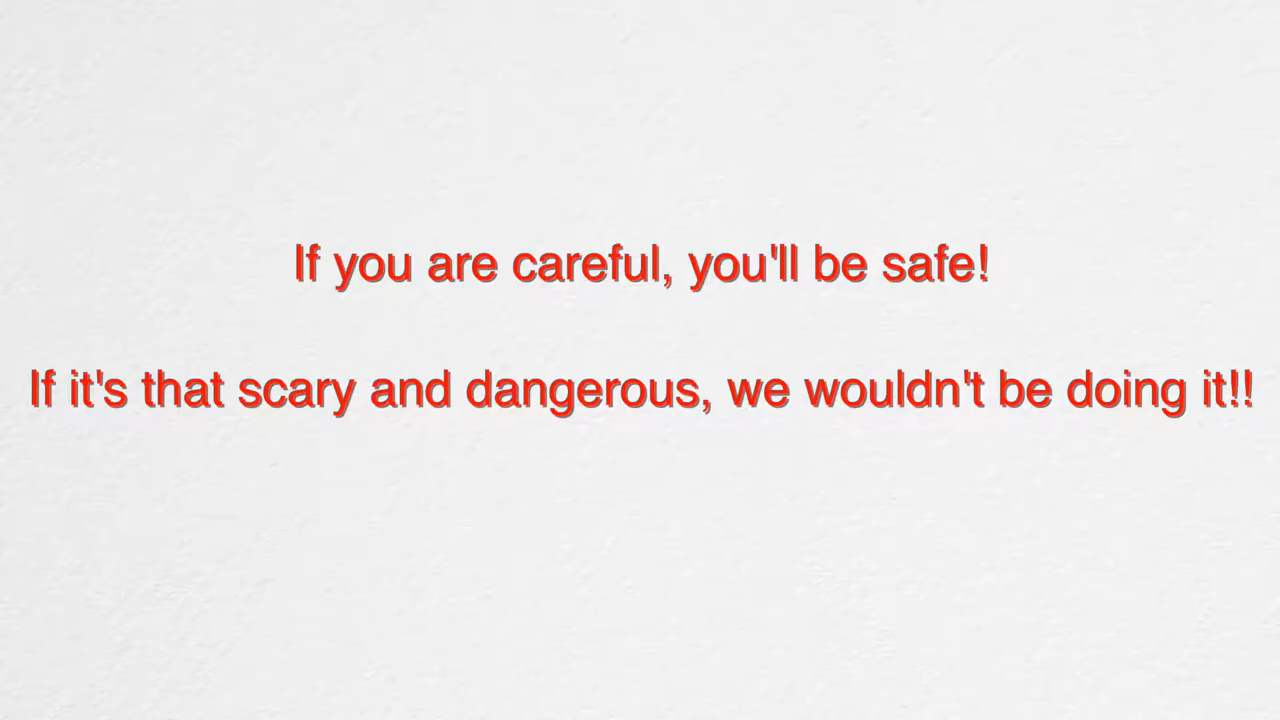 If you are careful, you'll be safe!
If it's that scary and dangerous, we wouldn't be doing it!!